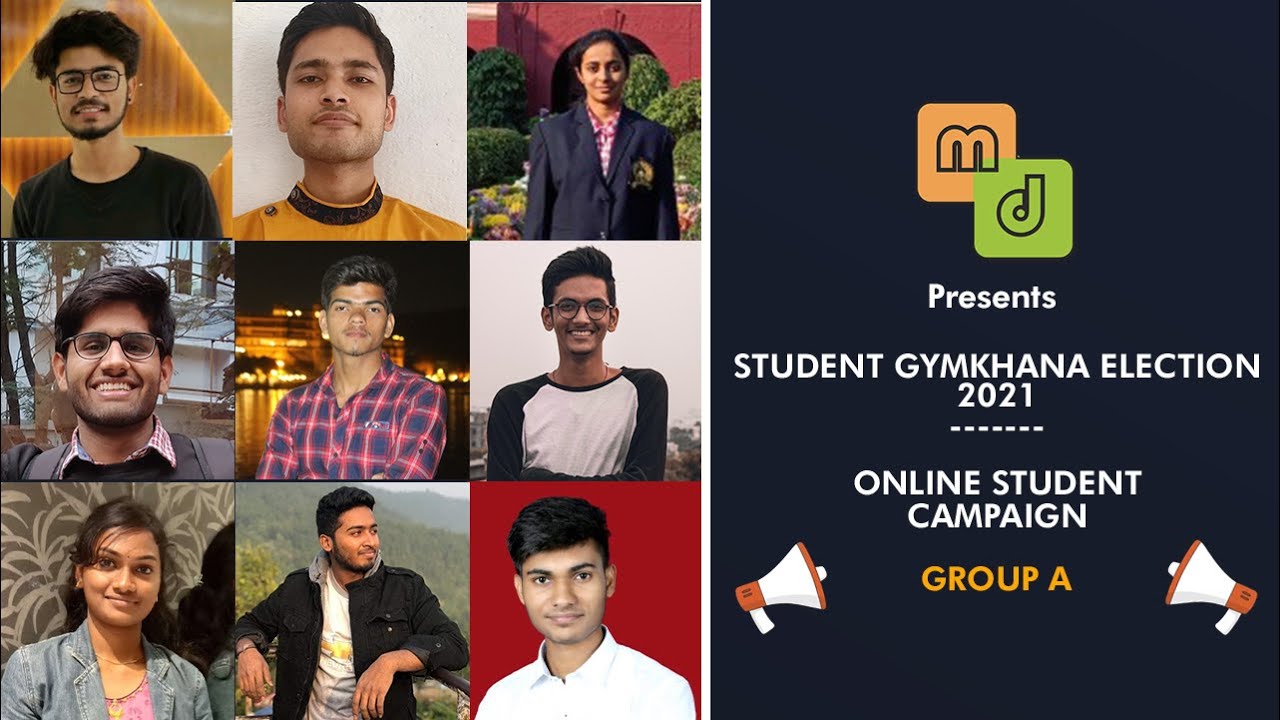 m
d
Presents
STUDENT GYMKHANA ELECTION
2021
-------
ONLINE STUDENT
CAMPAIGN
GROUP A